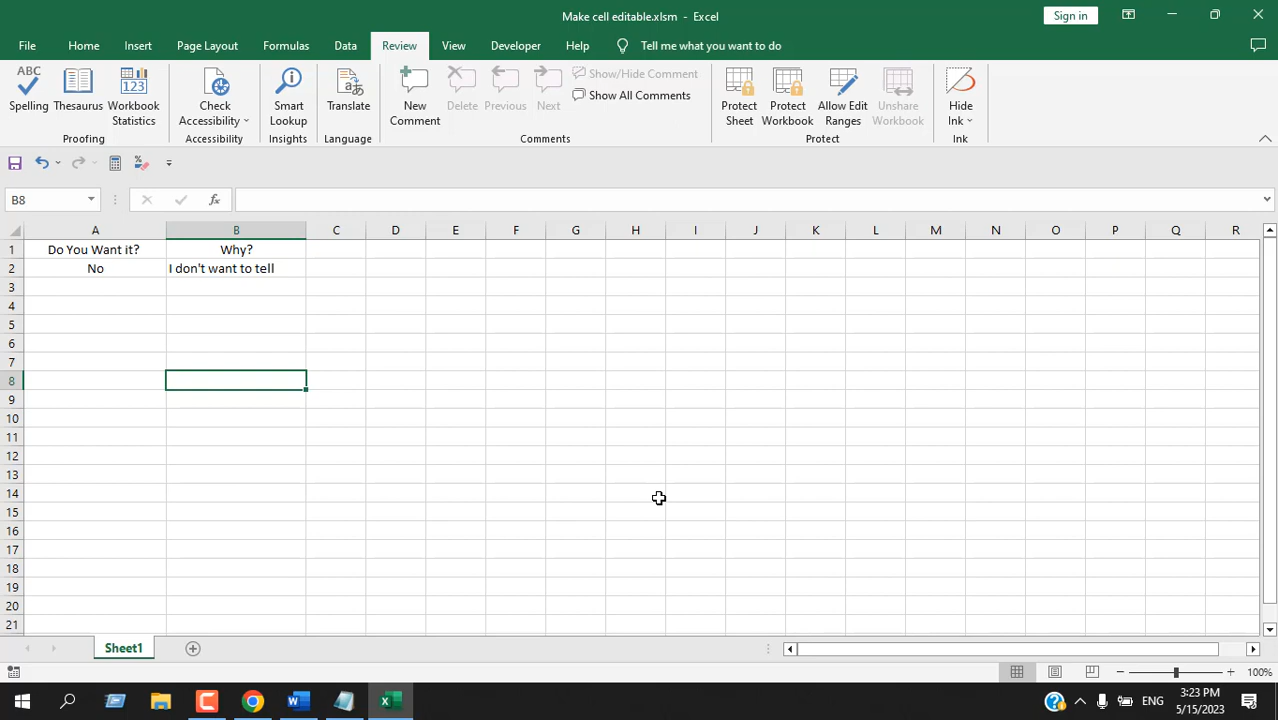 Make cell editable.xlsm - Excel
Sign in
File Home Insert Page Layout Formulas Data Review View Developer Help Tell me what you want to do
ABC
123
Spelling Thesaurus Workbook Statistics
Proofing
Check Accessibility
Accessibility
Smart Lookup
Insights
Translate
Language
New Comment
Delete Previous Next
Show/Hide Comment
Show All Comments
Comments
Protect Sheet
Protect Workbook
Allow Edit Ranges
Unshare Workbook
Protect
Hide Ink
Ink
B8
fx
A B C D E F G H I J K L M N O P Q R
1 Do You Want it? Why?
2 No I don't want to tell
3
4
5
6
7
8
9
10
11
12
13
14
15
16
17
18
19
20
21
Sheet1
100%
W
X
?
ENG
3:23 PM
5/15/2023